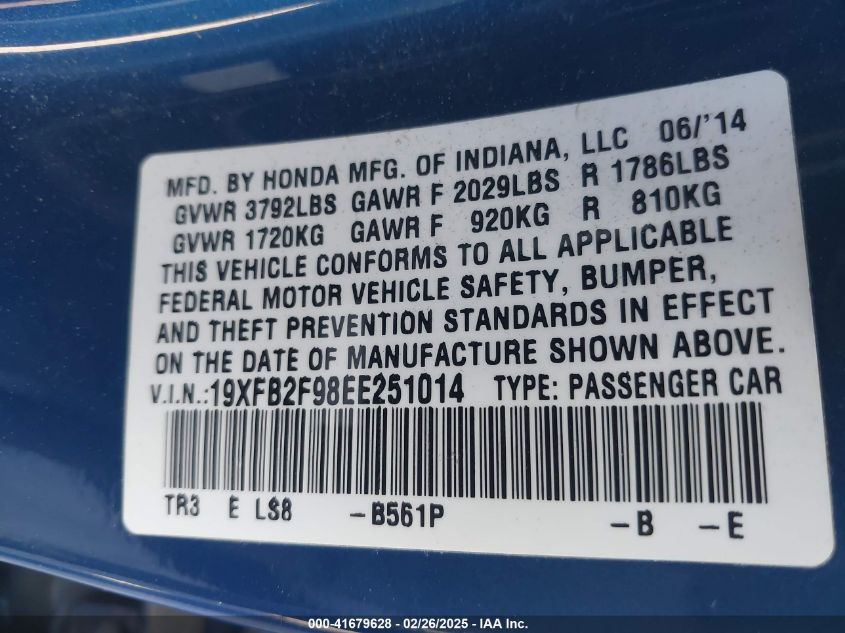 MFD. BY HONDA MFG. OF INDIANA, LLC 06/'14
GVWR 3792LBS GAWR F 2029LBS R 1786LBS
GVWR 1720KG GAWR F 920KG R 810KG
THIS VEHICLE CONFORMS TO ALL APPLICABLE
FEDERAL MOTOR VEHICLE SAFETY, BUMPER,
AND THEFT PREVENTION STANDARDS IN EFFECT
ON THE DATE OF MANUFACTURE SHOWN ABOVE.
V.I.N.:19XFB2F98EE251014 TYPE: PASSENGER CAR
TR3 E LS8 -B561P -B -E
000-41679628 - 02/26/2025 - IAA Inc.